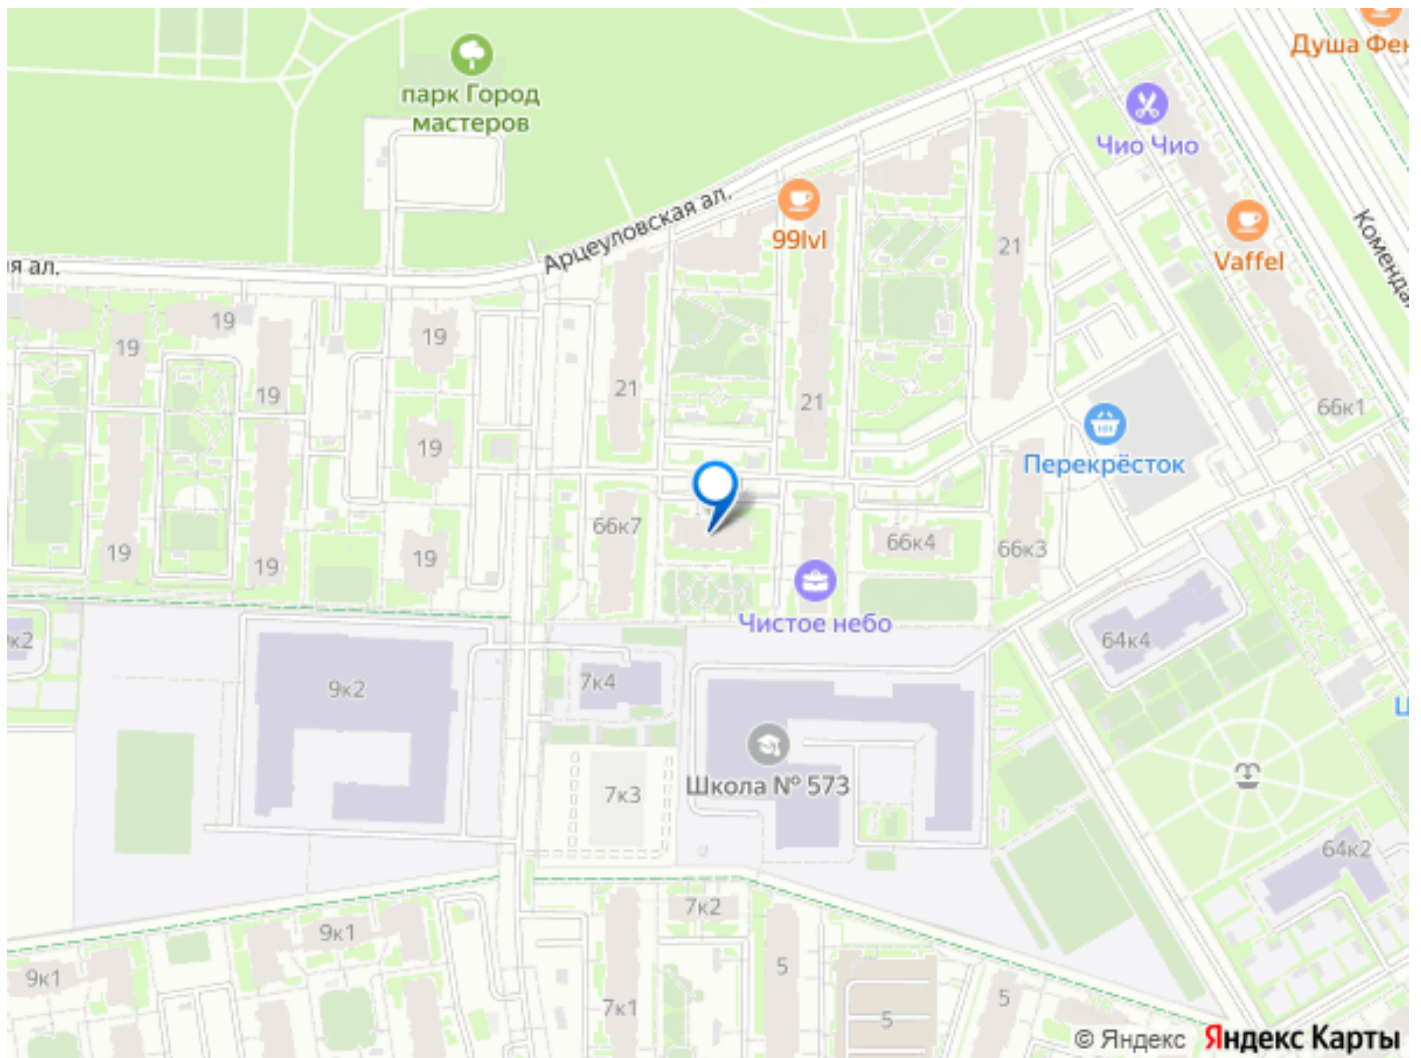 Душа Фен
парк Город
мастеров
Чио Чио
Арцеуловская ал.
99lvl
Vaffel
Коменда
я ал.
21
19
19
19
19
21
21
66к1
Перекрёсток
19
66к7
66к4
66к3
19
19
19
Чистое небо
к2
64к4
9к2
7к4
Ц
Школа № 573
7к3
64к2
7к2
9к1
9к1
5
7к1
5
5
© Яндекс Яндекс Карты